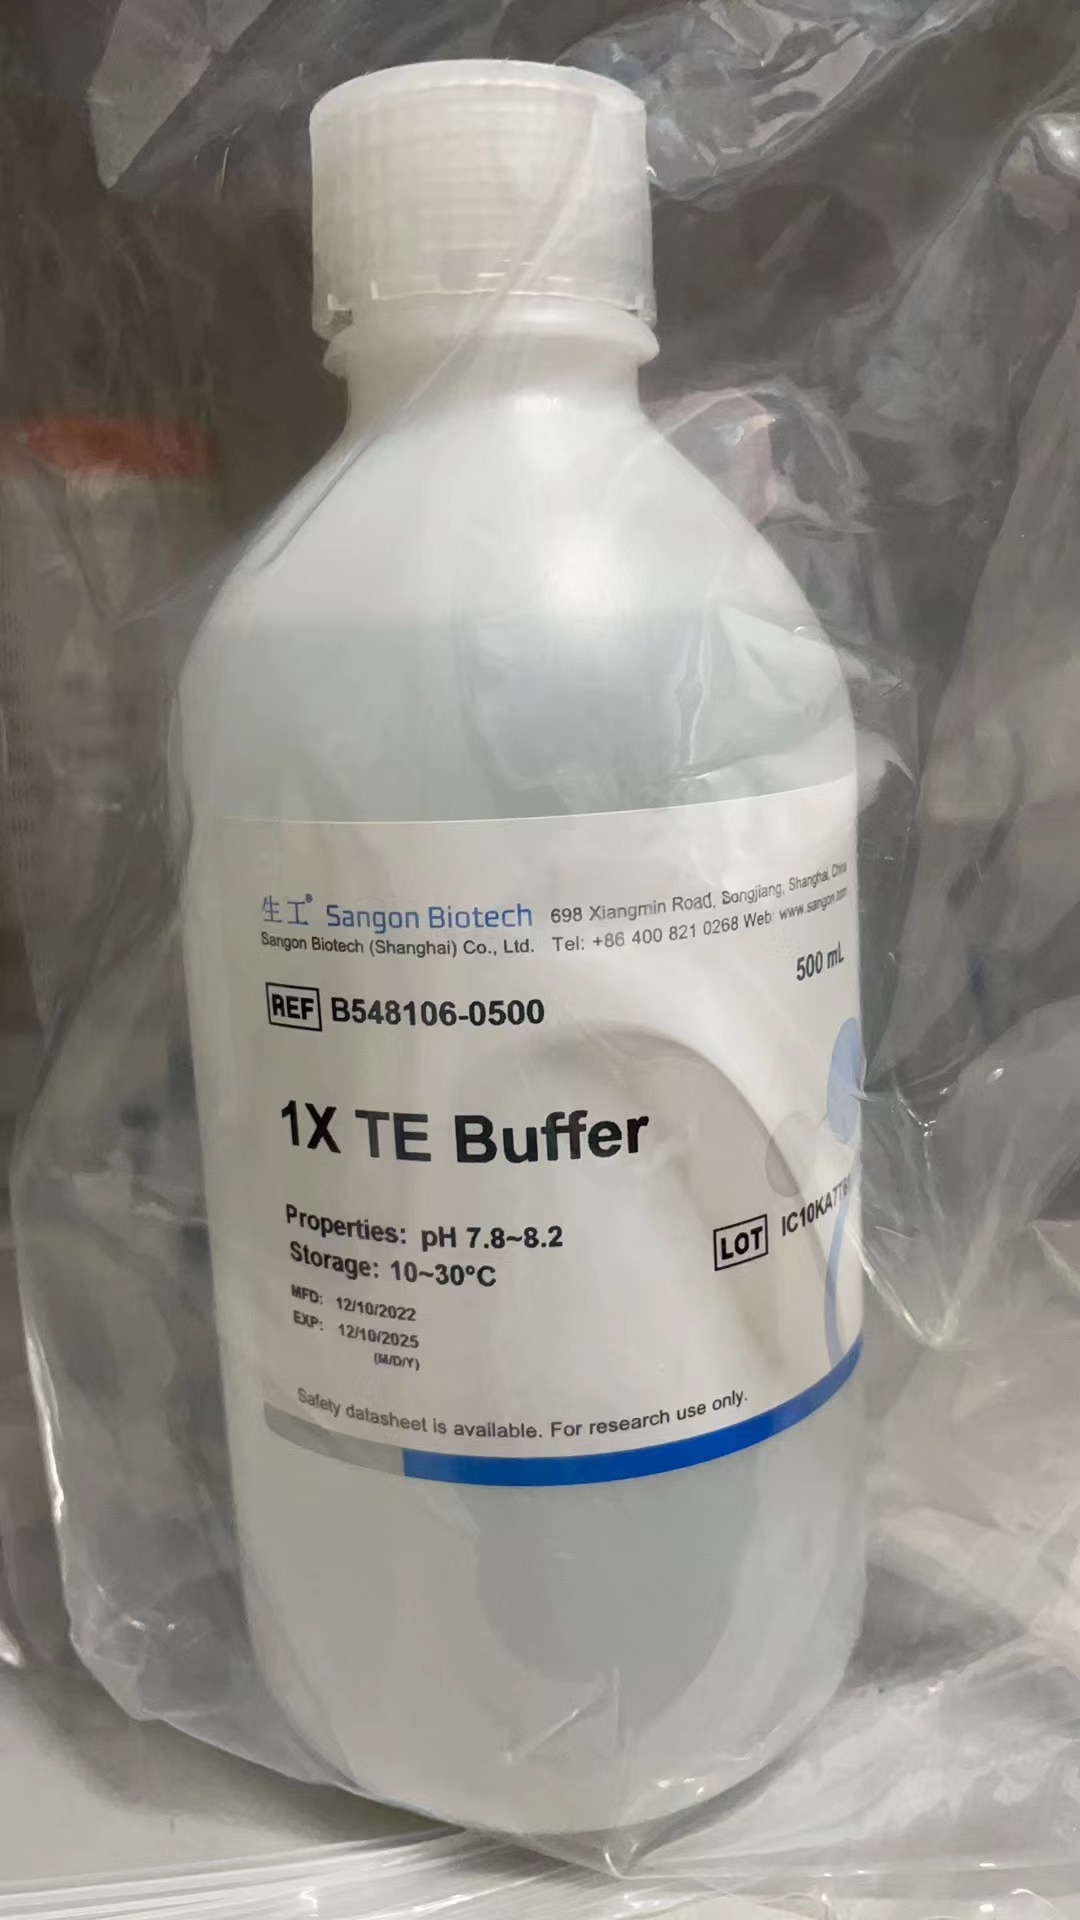 生工® Sangon Biotech 698 Xiangmin Road, Songjiang, Shanghai, China
Sangon Biotech (Shanghai) Co., Ltd. Tel: +86 400 821 0268 Web: www.sangon.com
500 mL
REF B548106-0500
1X TE Buffer
Properties: pH 7.8~8.2
Storage: 10~30°C
LOT
MFD: 12/10/2022
EXP: 12/10/2025
(M/D/Y)
Safety datasheet is available. For research use only.